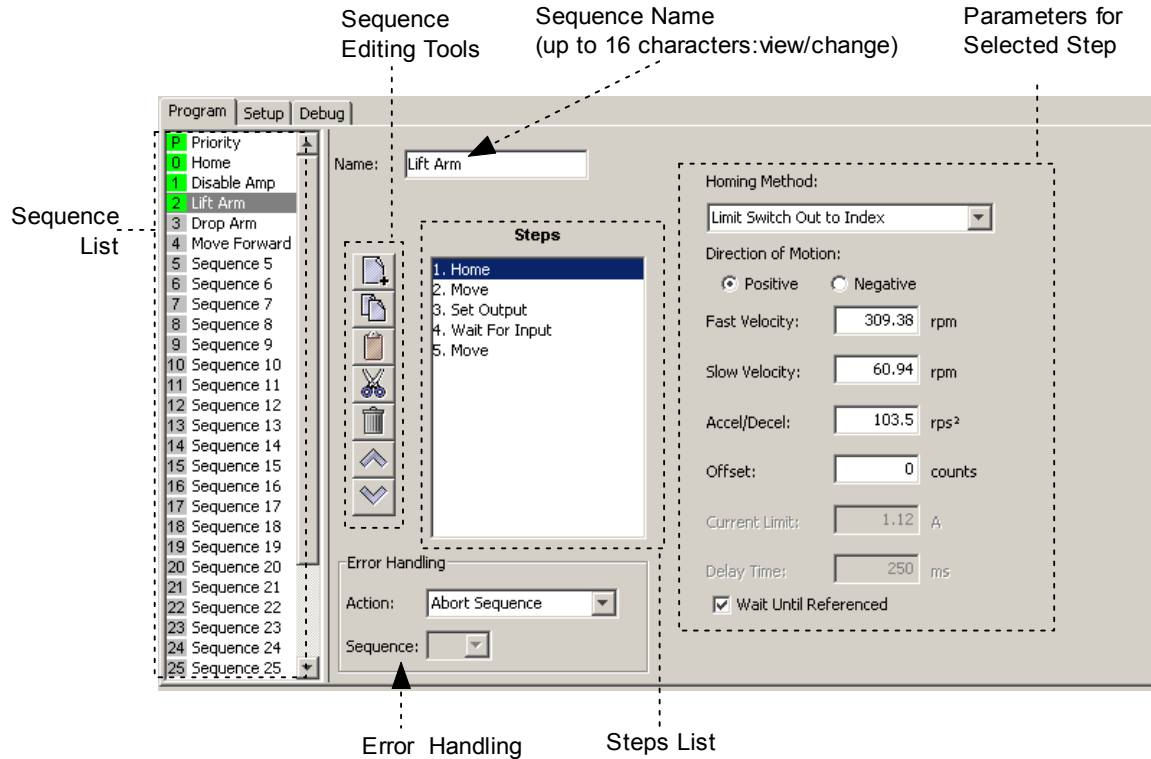 Sequence
Editing Tools
Sequence Name
(up to 16 characters:view/change)
Parameters for
Selected Step
Program
Setup
Debug
Sequence
List
P Priority
0 Home
1 Disable Amp
2 Lift Arm
3 Drop Arm
4 Move Forward
5 Sequence 5
6 Sequence 6
7 Sequence 7
8 Sequence 8
9 Sequence 9
10 Sequence 10
11 Sequence 11
12 Sequence 12
13 Sequence 13
14 Sequence 14
15 Sequence 15
16 Sequence 16
17 Sequence 17
18 Sequence 18
19 Sequence 19
20 Sequence 20
21 Sequence 21
22 Sequence 22
23 Sequence 23
24 Sequence 24
25 Sequence 25
Name: Lift Arm
Steps
1. Home
2. Move
3. Set Output
4. Wait For Input
5. Move
Error Handling
Action: Abort Sequence
Sequence:
Homing Method:
Limit Switch Out to Index
Direction of Motion:
Positive Negative
Fast Velocity: 309.38 rpm
Slow Velocity: 60.94 rpm
Accel/Decel: 103.5 rps²
Offset: 0 counts
Current Limit: 1.12 A
Delay Time: 250 ms
Wait Until Referenced
Error Handling
Steps List